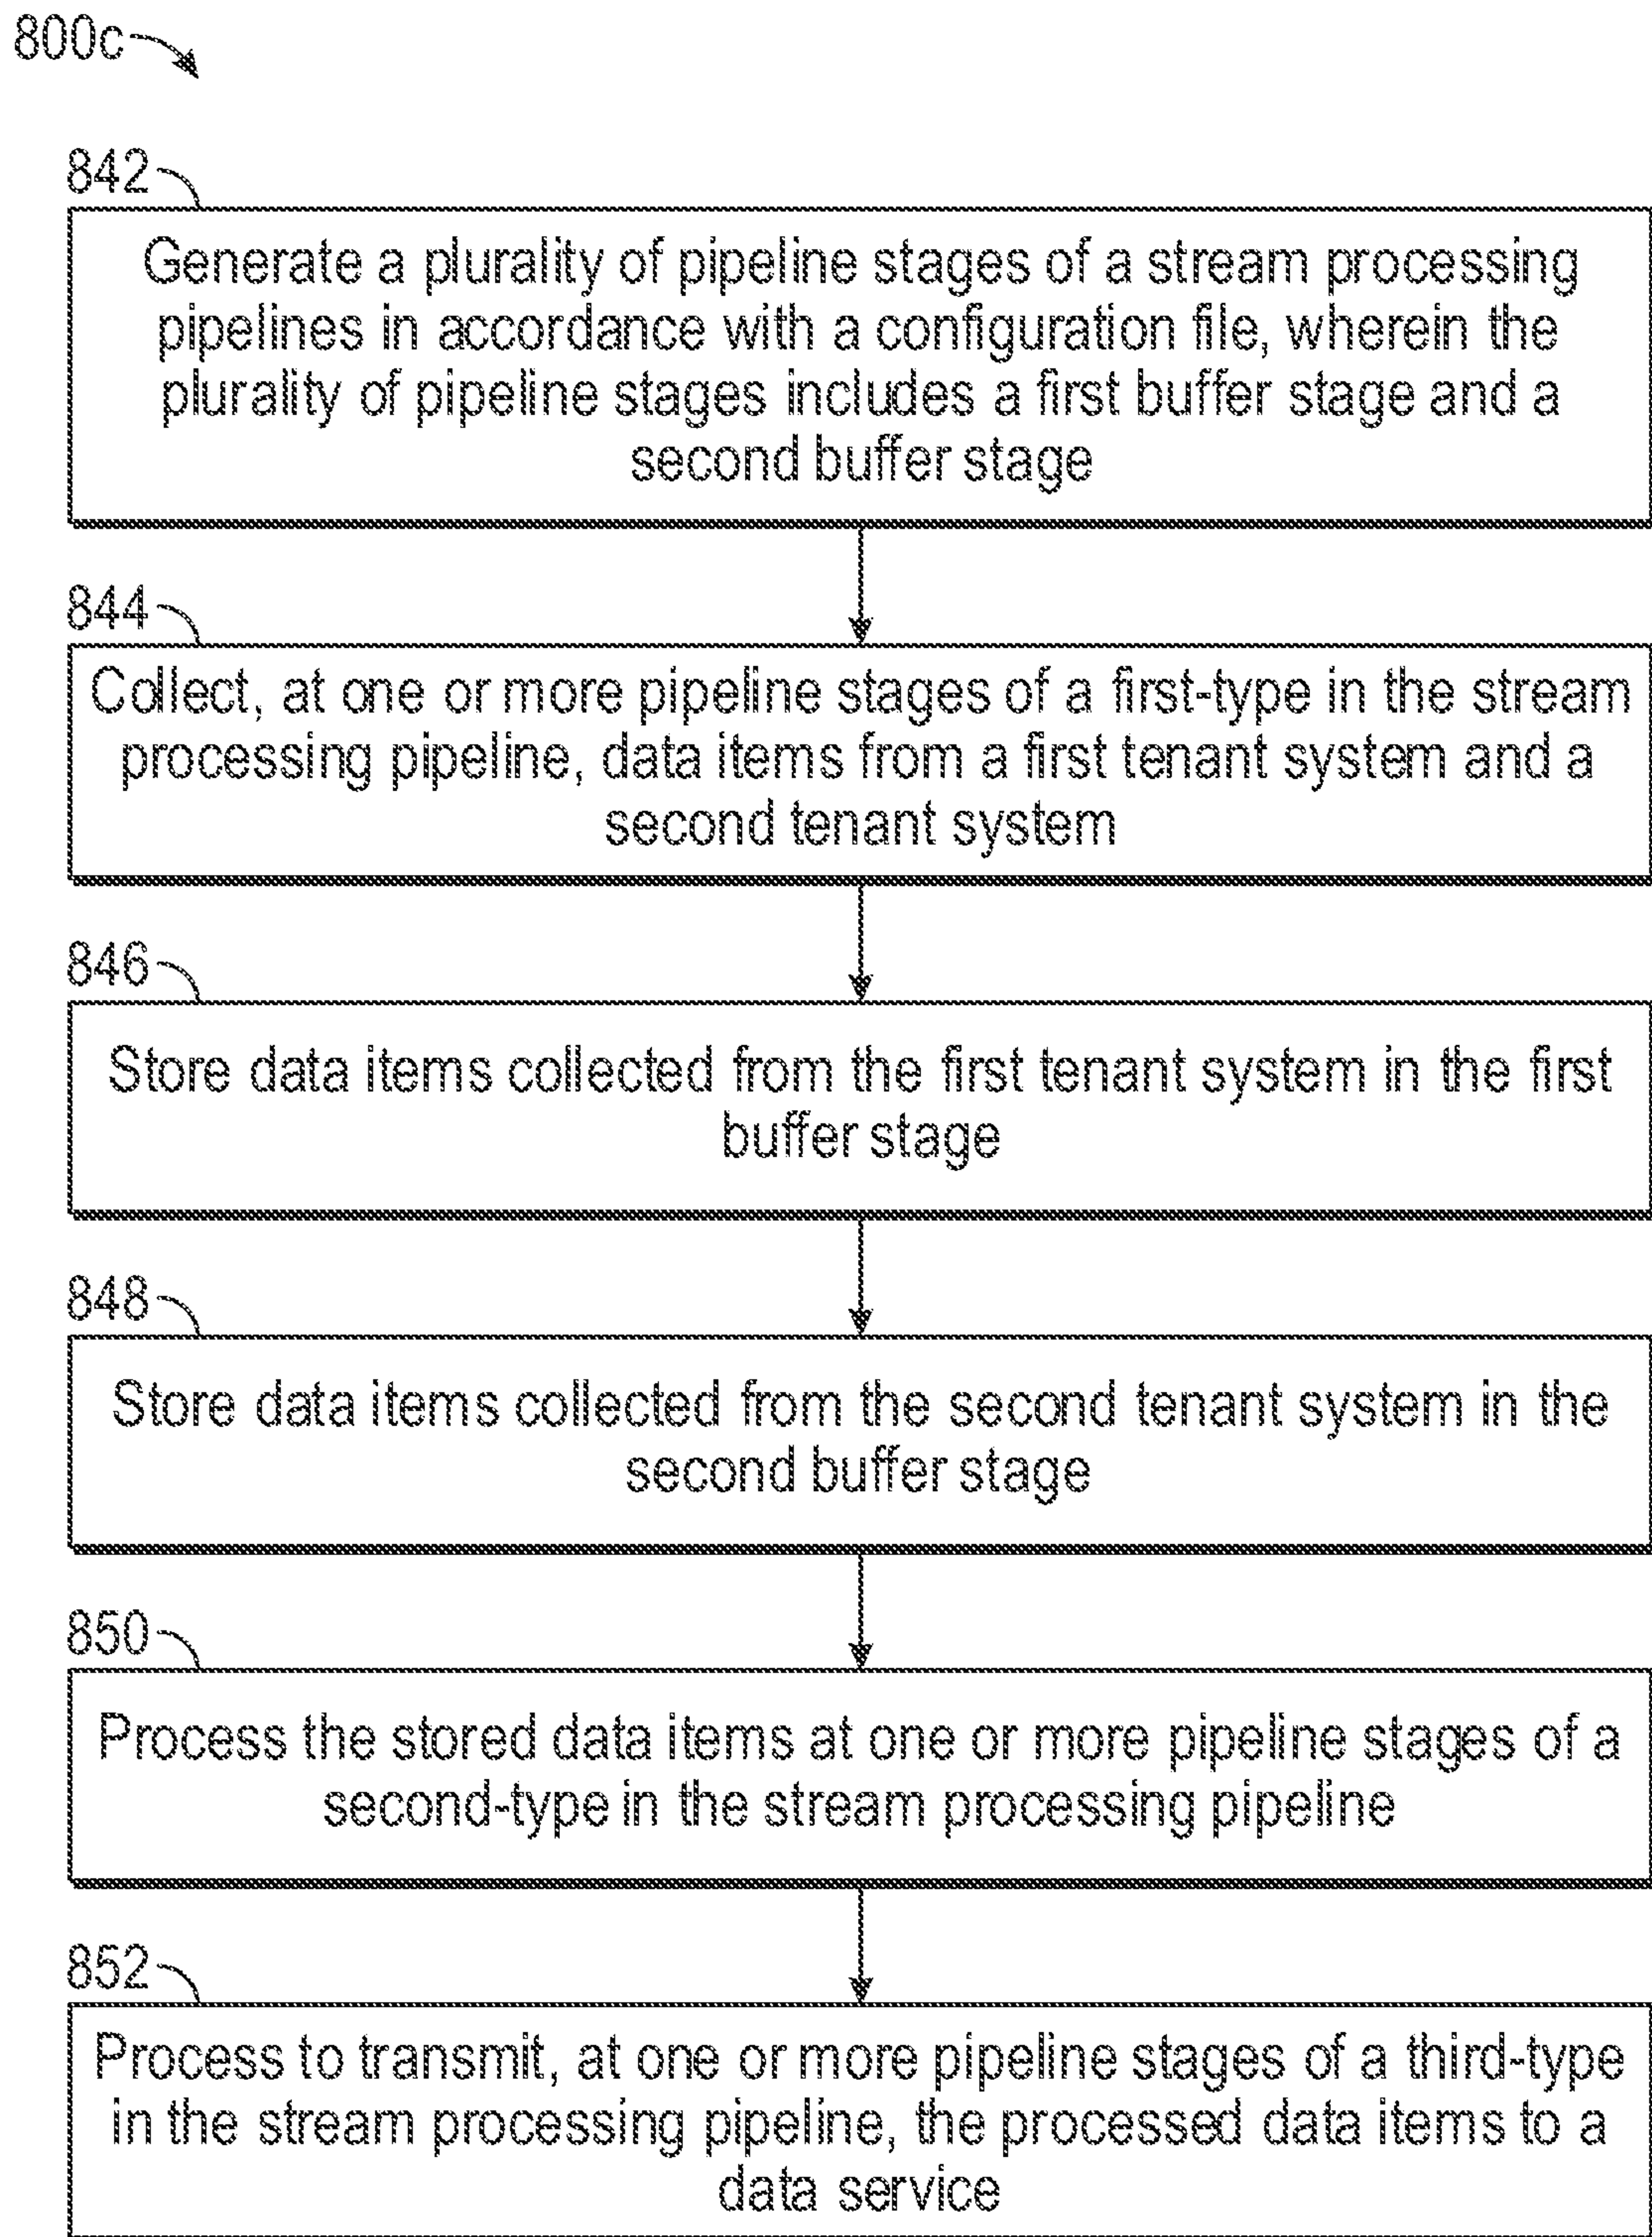 800c
842
Generate a plurality of pipeline stages of a stream processing
pipelines in accordance with a configuration file, wherein the
plurality of pipeline stages includes a first buffer stage and a
second buffer stage
844
Collect, at one or more pipeline stages of a first-type in the stream
processing pipeline, data items from a first tenant system and a
second tenant system
846
Store data items collected from the first tenant system in the first
buffer stage
848
Store data items collected from the second tenant system in the
second buffer stage
850
Process the stored data items at one or more pipeline stages of a
second-type in the stream processing pipeline
852
Process to transmit, at one or more pipeline stages of a third-type
in the stream processing pipeline, the processed data items to a
data service